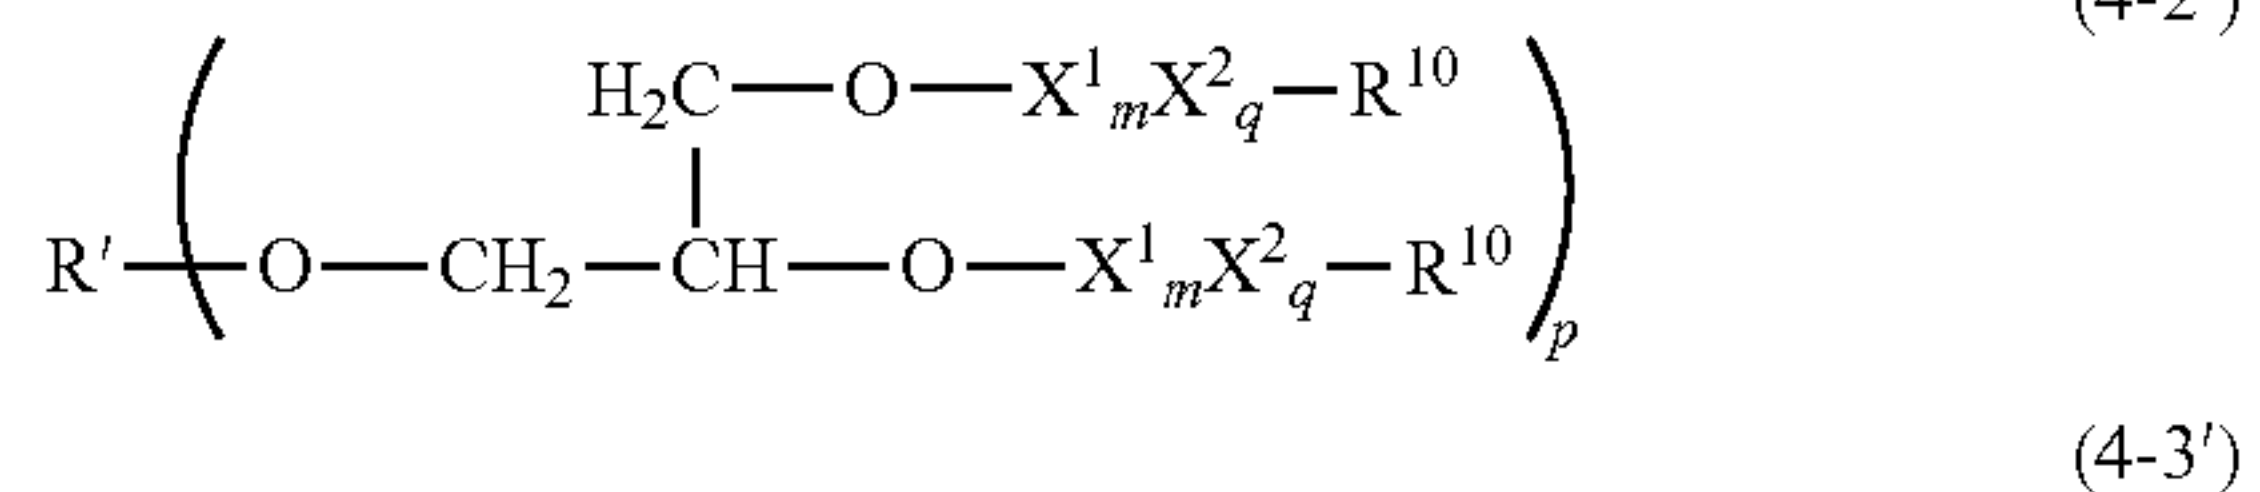 (4-2')
H₂C—O—X¹ₘX²q—R¹⁰
R'—(O—CH₂—CH—O—X¹ₘX²q—R¹⁰)p
(4-3')